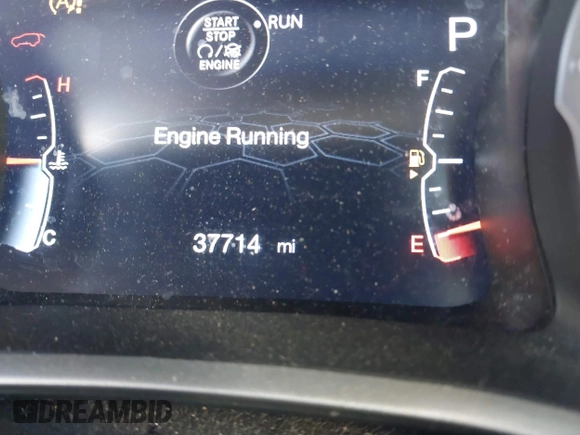 A
START
STOP
ENGINE
RUN
P
H
C
F
E
Engine Running
37714 mi
DREAMBID